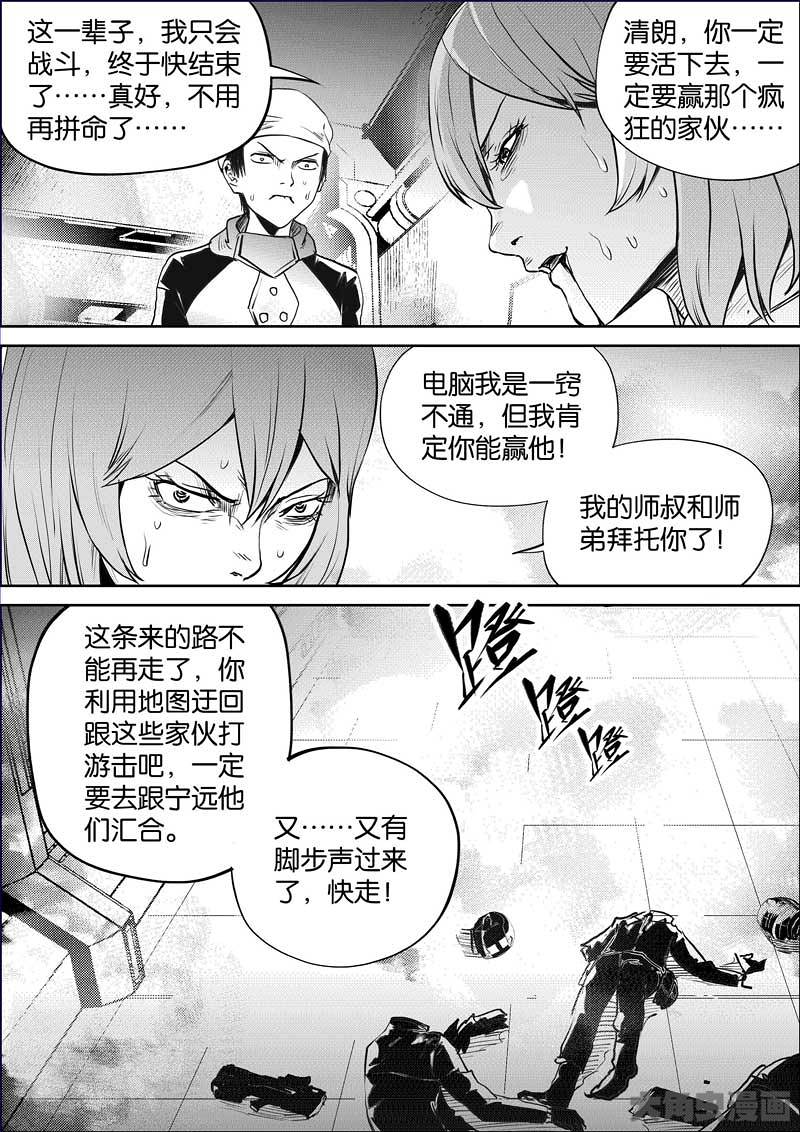 这一辈子，我只会
战斗，终于快结束
了……真好，不用
再拼命了……
清朗，你一定
要活下去，一
定要赢那个疯
狂的家伙……
电脑我是一窍
不通，但我肯
定你能赢他！
我的师叔和师
弟拜托你了！
这条来的路不
能再走了，你
利用地图迂回
跟这些家伙打
游击吧，一定
要去跟宁远他
们汇合。
又……又有
脚步声过来
了，快走！
蹬
蹬
蹬
大角虫漫画